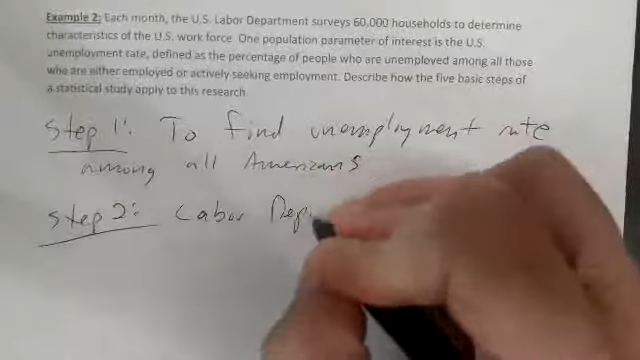 Example 2: Each month, the U.S. Labor Department surveys 60,000 households to determine
characteristics of the U.S. work force. One population parameter of interest is the U.S.
unemployment rate, defined as the percentage of people who are unemployed among all those
who are either employed or actively seeking employment. Describe how the five basic steps of
a statistical study apply to this research.
Step 1: To find unemployment rate
among all Americans
Step 2: Labor Dep